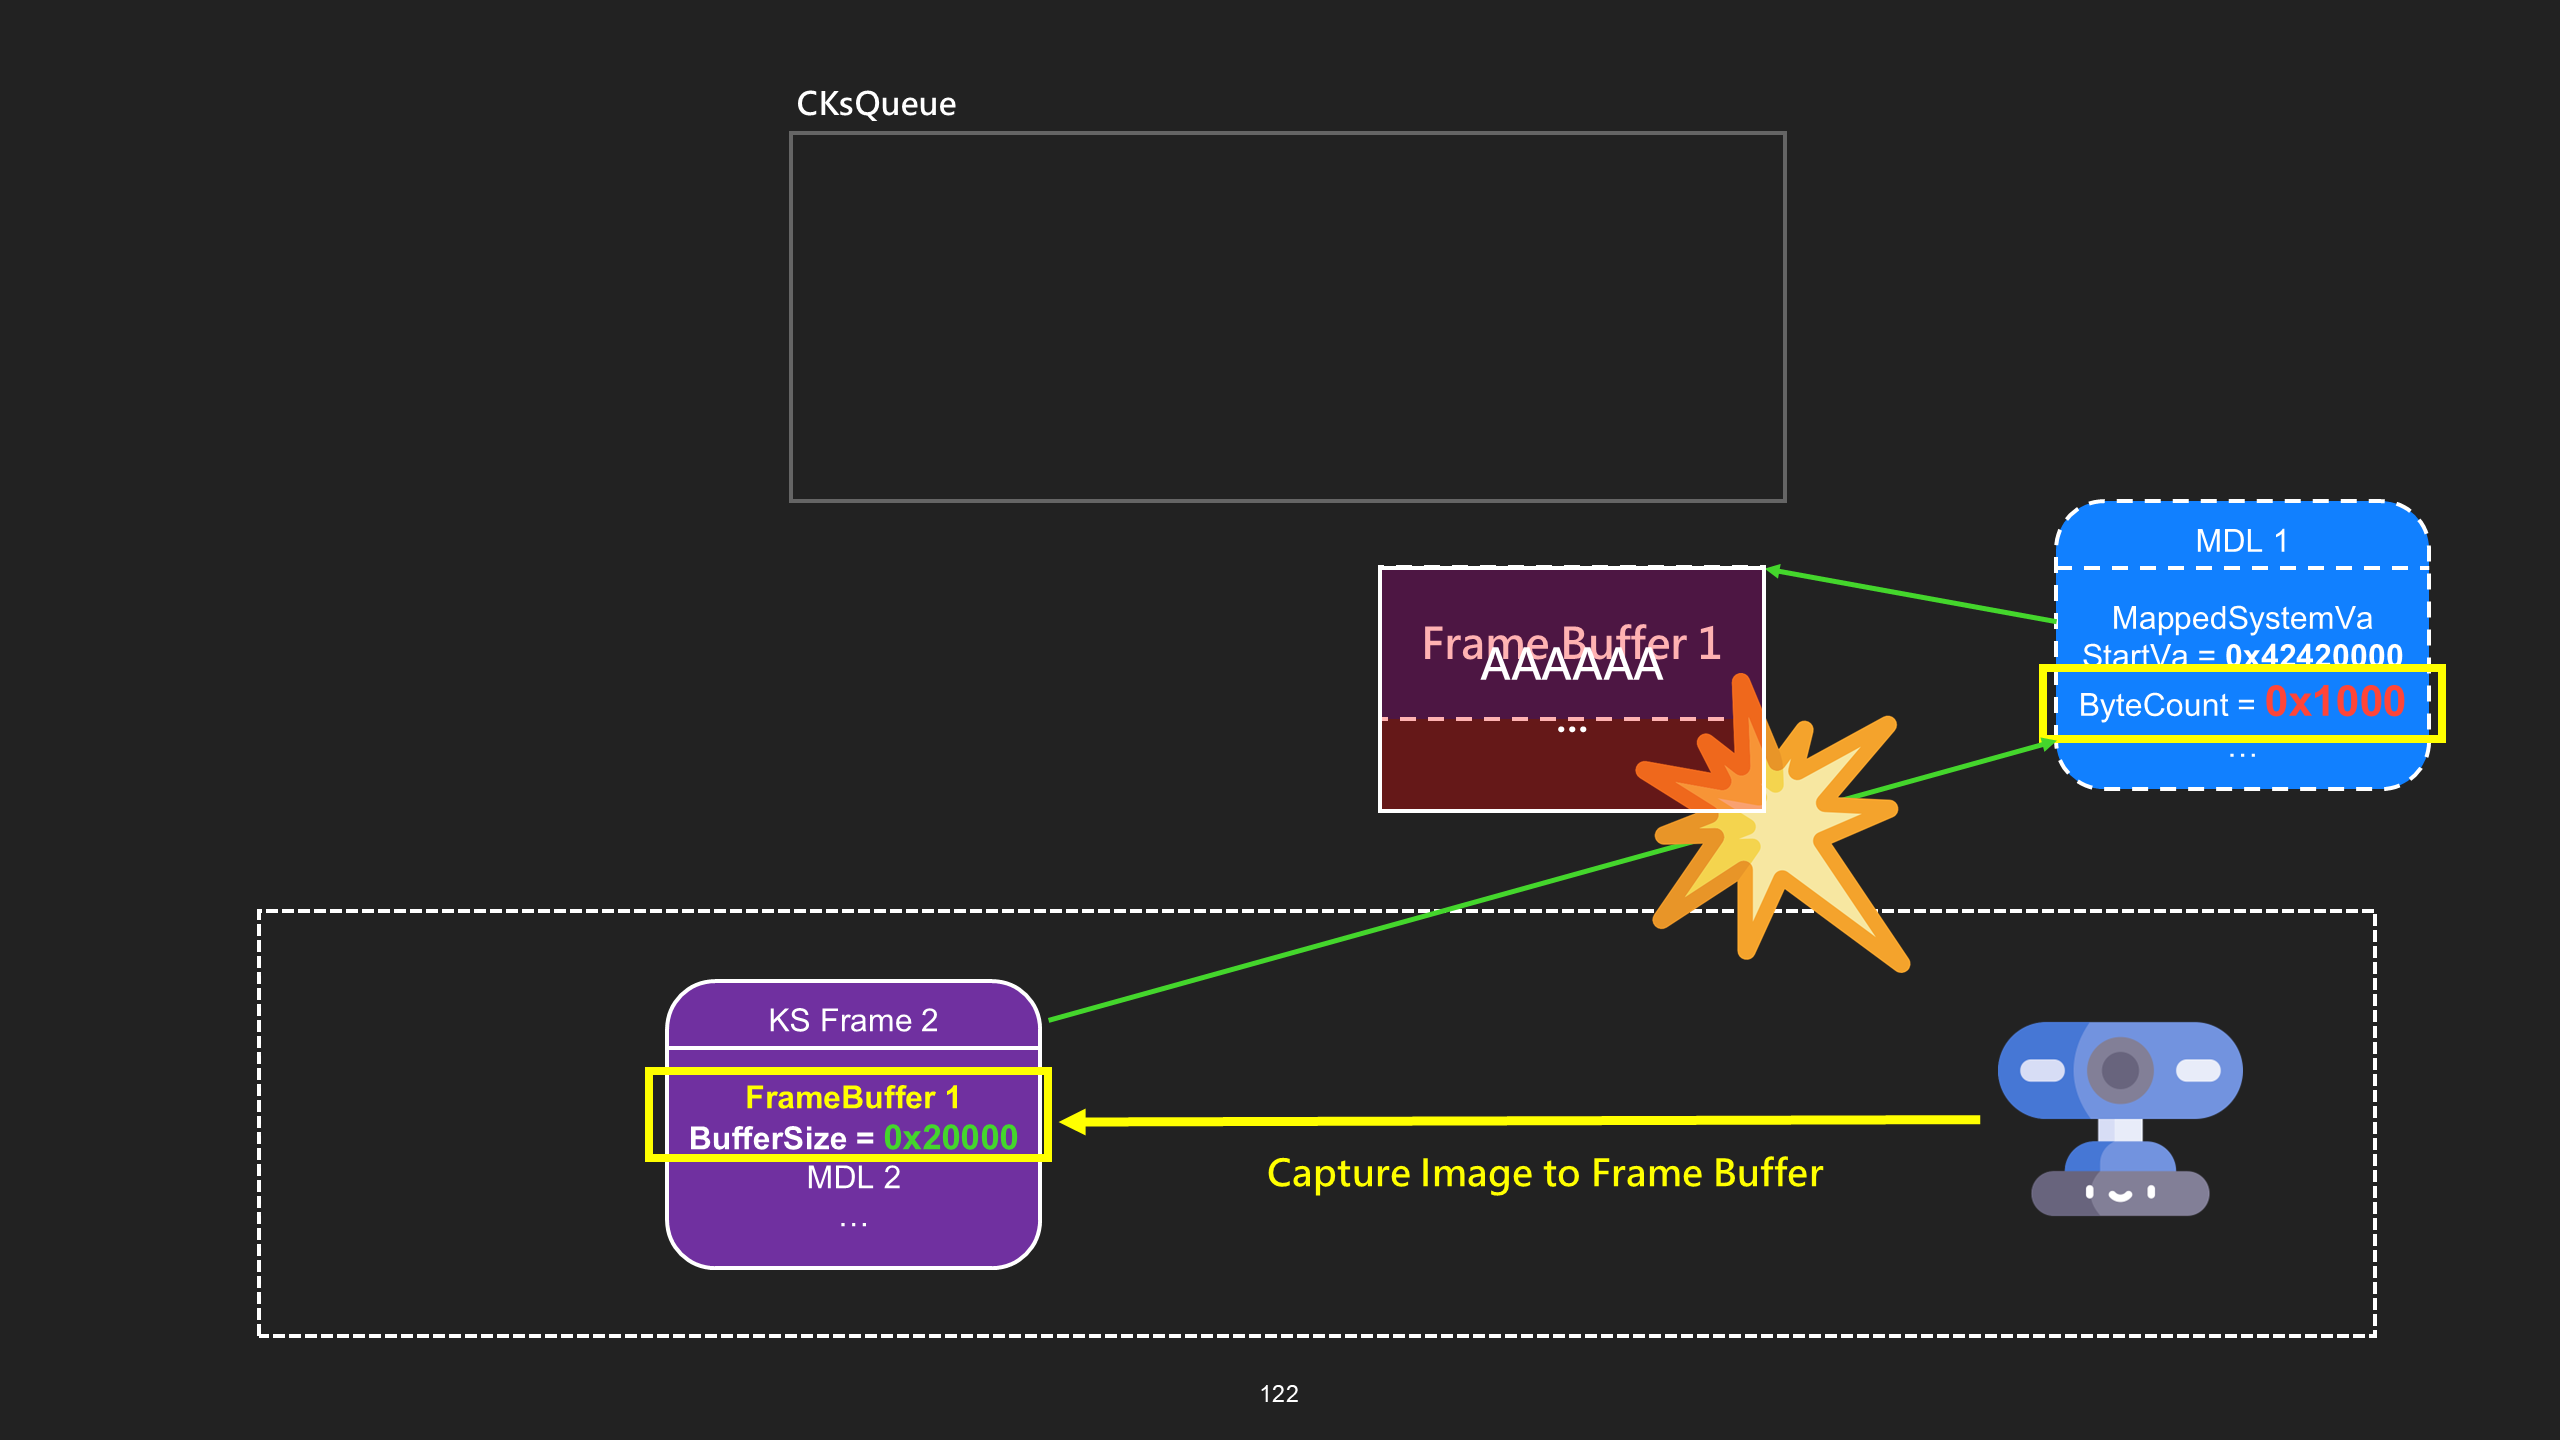 CKsQueue
MDL 1
MappedSystemVa
StartVa = 0x42420000
ByteCount = 0x1000
...
Frame Buffer 1
AAAAAA
...
KS Frame 2
FrameBuffer 1
BufferSize = 0x20000
MDL 2
...
Capture Image to Frame Buffer
122